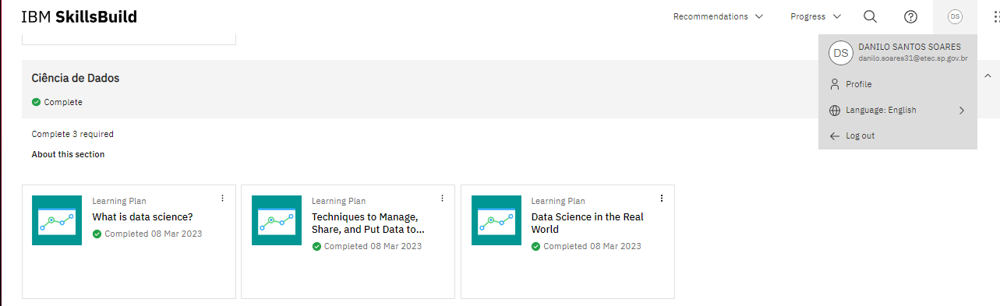 IBM SkillsBuild
Recommendations
Progress
DS
DS
DANILO SANTOS SOARES
danilo.soares31@etec.sp.gov.br
Profile
Language: English
Log out
Ciência de Dados
Complete
Complete 3 required
About this section
Learning Plan
What is data science?
Completed 08 Mar 2023
Learning Plan
Techniques to Manage,
Share, and Put Data to...
Completed 08 Mar 2023
Learning Plan
Data Science in the Real
World
Completed 08 Mar 2023